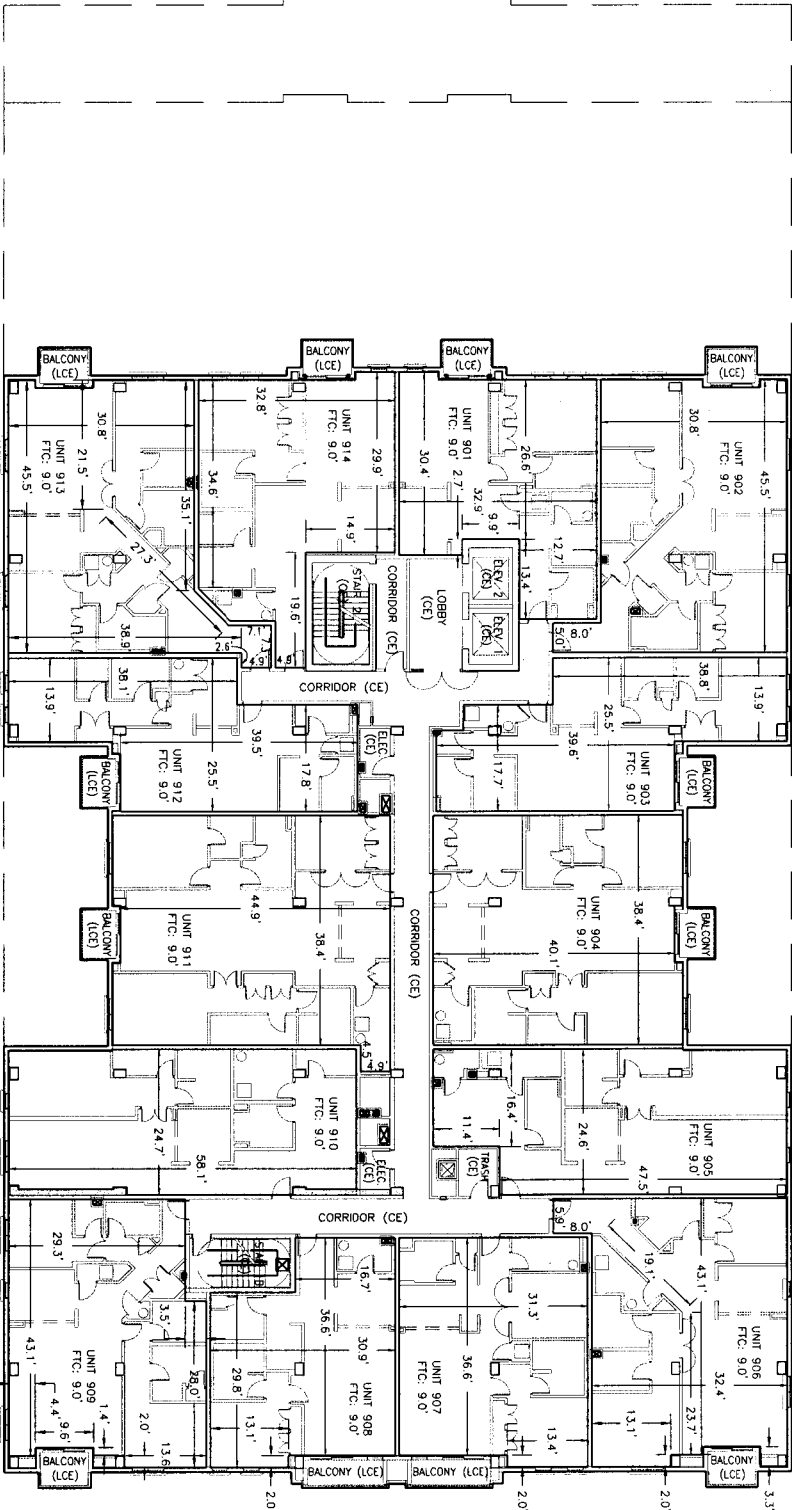 BALCONY
(LCE)
BALCONY
(LCE)
BALCONY
(LCE)
BALCONY
(LCE)
30.8'
21.5'
45.5'
UNIT 913
FTC: 9.0'
35.1'
27.3'
38.9'
32.8'
34.6'
UNIT 914
FTC: 9.0'
29.9'
14.9'
19.6'
7.1'
2.6'
4.9'
4.9'
UNIT 901
FTC: 9.0'
30.4'
2.7'
26.6'
32.9'
9.9'
12.7'
13.4'
30.8'
UNIT 902
FTC: 9.0'
45.5'
5.0'
8.0'
STAIR 2
CORRIDOR (CE)
LOBBY
(CE)
ELEV. 2
(CE)
ELEV. 1
(CE)
CORRIDOR (CE)
38.1'
13.9'
39.5'
25.5'
17.8'
UNIT 912
FTC: 9.0'
ELEC
(CE)
38.8'
13.9'
25.5'
39.6'
17.7'
UNIT 903
FTC: 9.0'
BALCONY
(LCE)
BALCONY
(LCE)
44.9'
38.4'
UNIT 911
FTC: 9.0'
CORRIDOR (CE)
UNIT 904
FTC: 9.0'
38.4'
40.1'
BALCONY
(LCE)
BALCONY
(LCE)
4.5'
4.9'
24.7'
58.1'
UNIT 910
FTC: 9.0'
ELEC
(CE)
16.4'
11.4'
24.6'
UNIT 905
FTC: 9.0'
47.5'
TRASH
(CE)
CORRIDOR (CE)
5.9'
8.0'
29.3'
43.1'
3.5'
28.0'
UNIT 909
FTC: 9.0'
4.4'
9.6'
1.4'
2.0'
13.6'
16.7'
36.6'
30.9'
29.8'
UNIT 908
FTC: 9.0'
13.1'
31.3'
36.6'
UNIT 907
FTC: 9.0'
13.4'
19.1'
43.1'
UNIT 906
FTC: 9.0'
32.4'
23.7'
13.1'
BALCONY
(LCE)
BALCONY (LCE)
BALCONY (LCE)
BALCONY
(LCE)
2.0'
2.0'
2.0'
3.3'